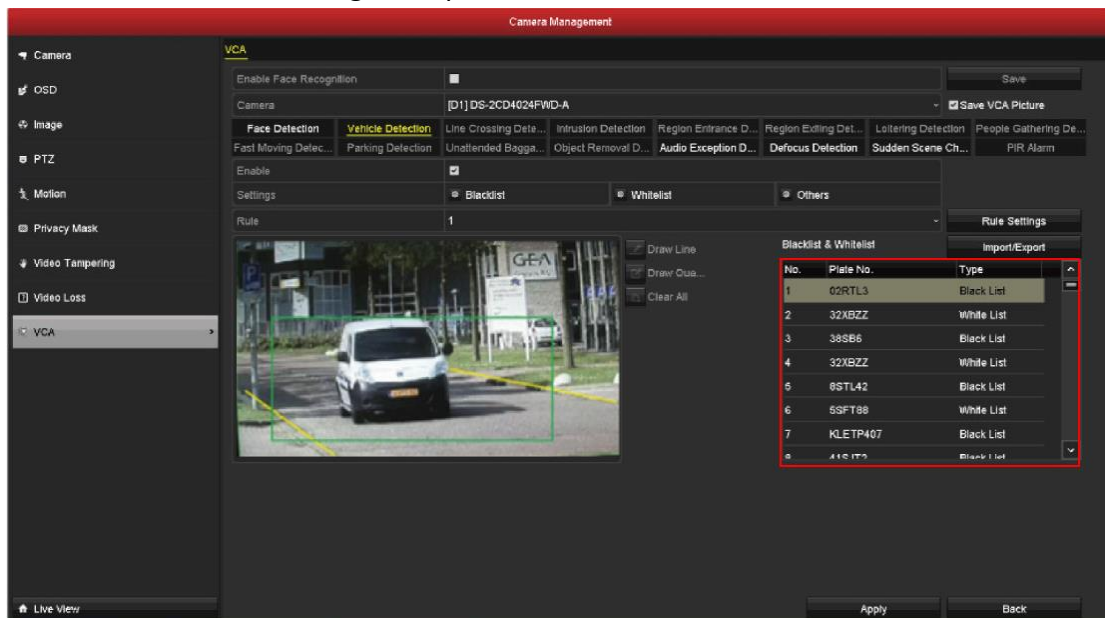 Camera Management
Camera
OSD
Image
PTZ
Motion
Privacy Mask
Video Tampering
Video Loss
VCA
Live View
VCA
Enable Face Recognition
Save
Camera [D1] DS-2CD4024FWD-A Save VCA Picture
Face Detection Vehicle Detection Line Crossing Dete... Intrusion Detection Region Entrance D... Region Exiting Det... Loitering Detection People Gathering De...
Fast Moving Detec... Parking Detection Unattended Bagga... Object Removal D... Audio Exception D... Defocus Detection Sudden Scene Ch... PIR Alarm
Enable
Settings Blacklist Whitelist Others
Rule 1 Rule Settings
P
GEA
Draw Line
Draw Qua...
Clear All
Blacklist & Whitelist Import/Export
No. Plate No. Type
1 02RTL3 Black List
2 32XBZZ White List
3 38SB6 Black List
4 32XBZZ White List
5 8STL42 Black List
6 5SFT88 White List
7 KLETP407 Black List
Apply Back